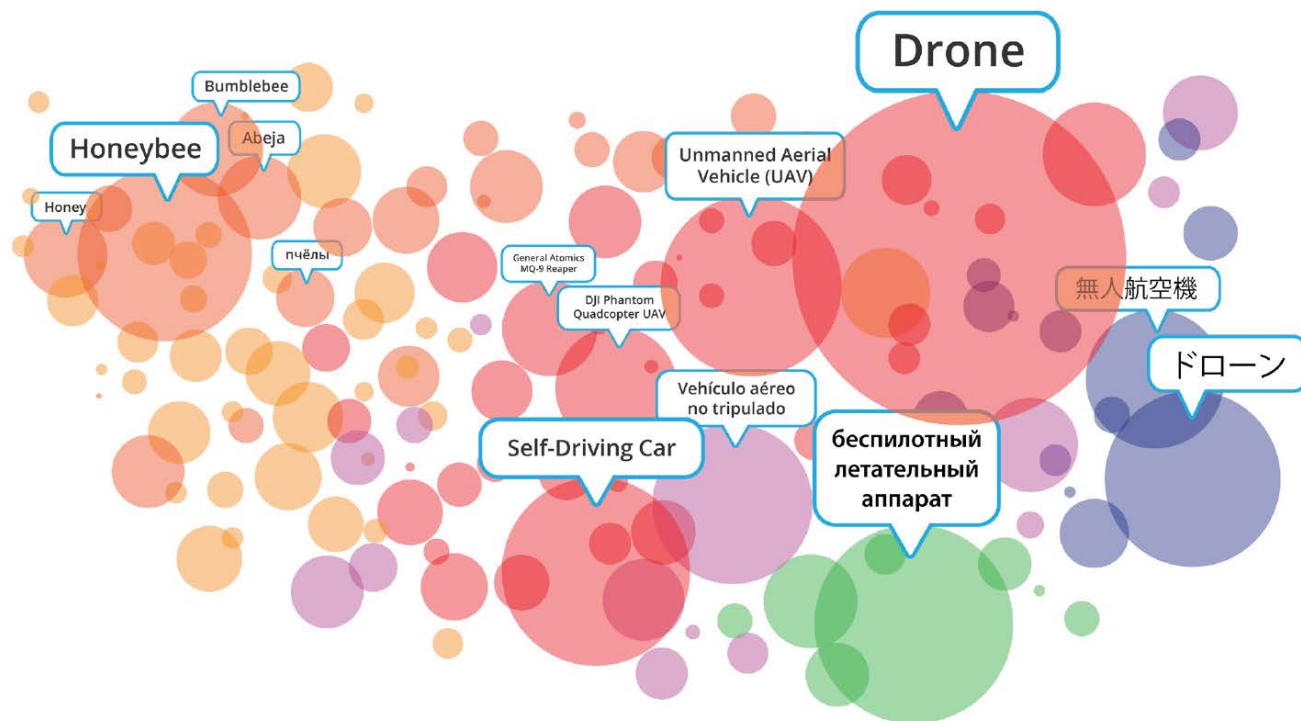 Drone
Bumblebee
Honeybee
Abeja
Unmanned Aerial
Vehicle (UAV)
Honey
пчёлы
General Atomics
MQ-9 Reaper
DJI Phantom
Quadcopter UAV
無人航空機
ドローン
Vehículo aéreo
no tripulado
Self-Driving Car
беспилотный
летательный
аппарат